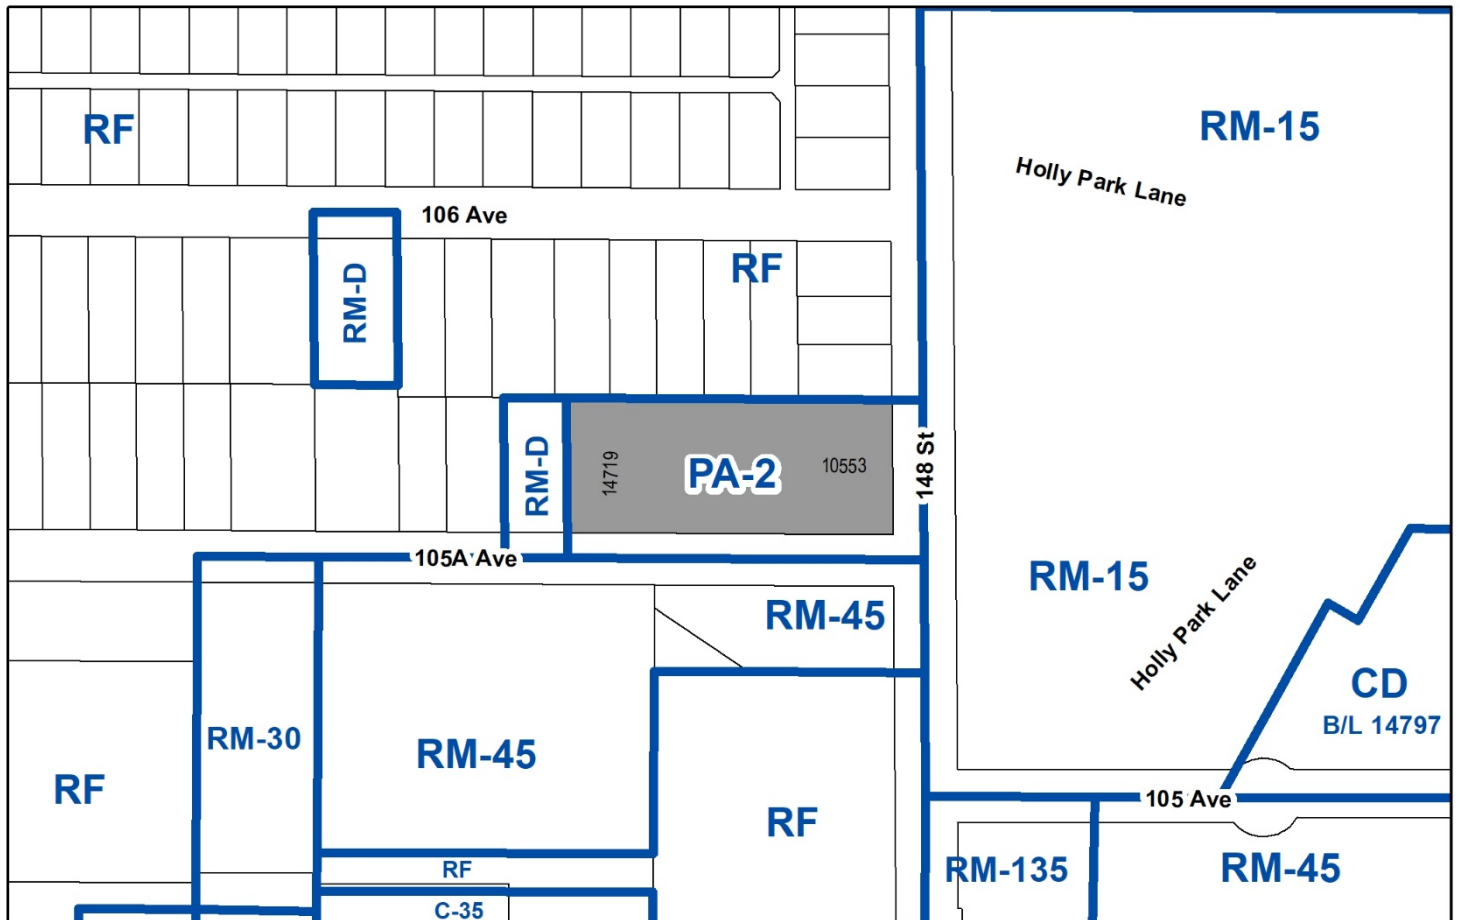 RF
RM-15
Holly Park Lane
106 Ave
RF
RM-D
RM-D
14719
PA-2
10553
148 St
105A Ave
RM-15
Holly Park Lane
RM-45
CD
B/L 14797
RM-30
RM-45
RF
RF
105 Ave
RF
RM-135
RM-45
C-35